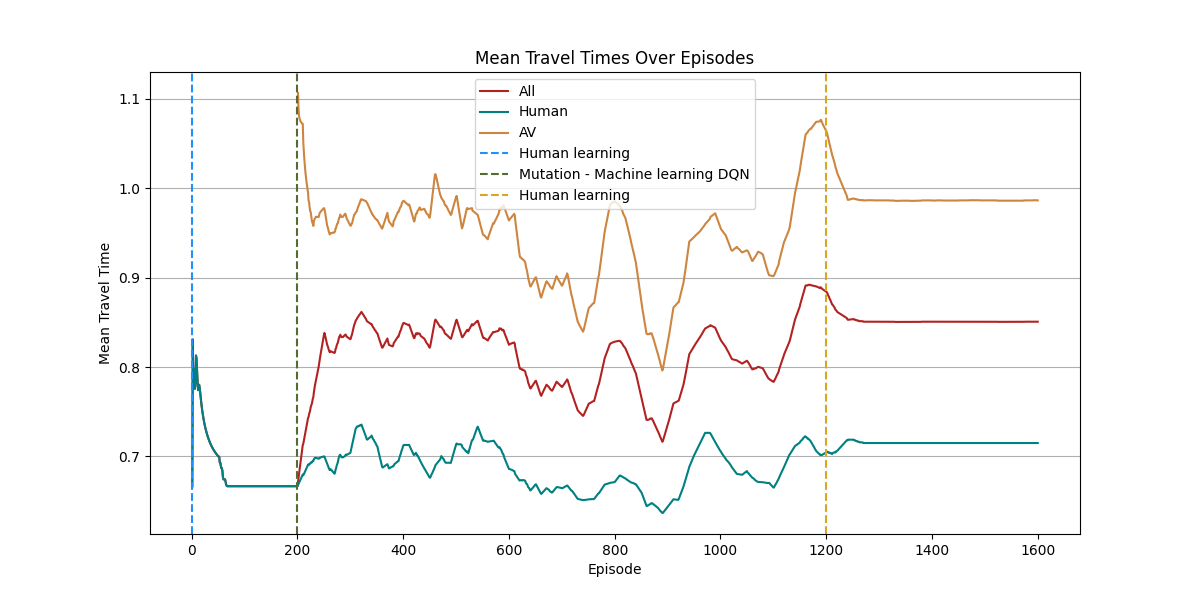 Mean Travel Times Over Episodes
All
Human
AV
Human learning
Mutation - Machine learning DQN
Human learning
Mean Travel Time
1.1
1.0
0.9
0.8
0.7
0 200 400 600 800 1000 1200 1400 1600
Episode